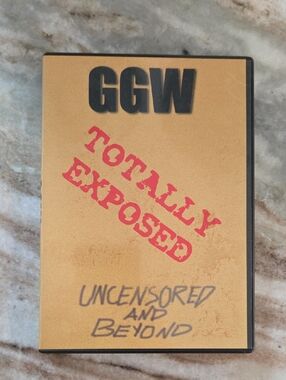 GGW
TOTALLY
EXPOSED
UNCENSORED
AND
BEYOND